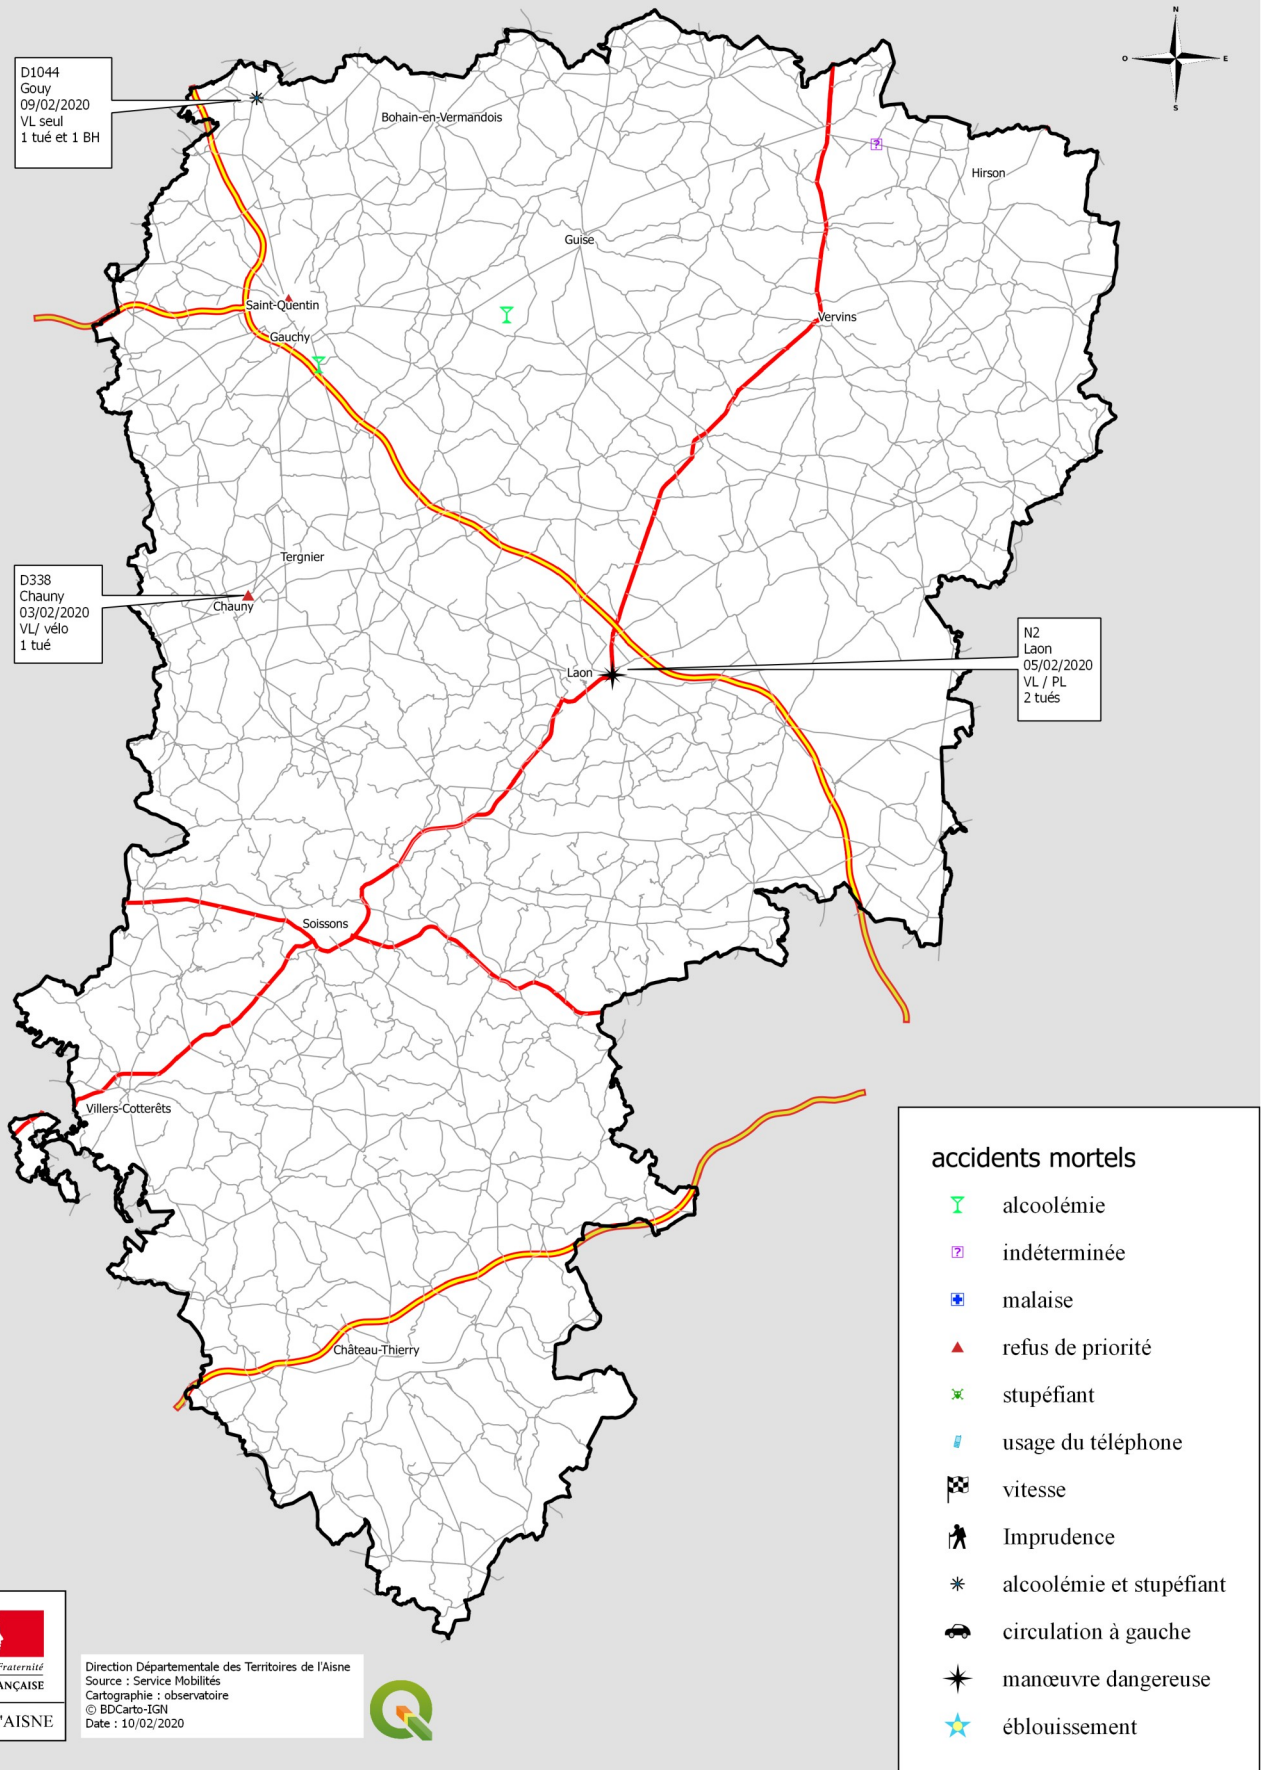 N
O
E
S
D1044
Gouy
09/02/2020
VL seul
1 tué et 1 BH
Bohain-en-Vermandois
?
Hirson
Guise
Saint-Quentin
Vervins
Gauchy
Tergnier
D338
Chauny
03/02/2020
VL/ vélo
1 tué
Chauny
N2
Laon
05/02/2020
VL / PL
2 tués
Laon
Soissons
Villers-Cotterêts
Château-Thierry
accidents mortels
alcoolémie
? indéterminée
malaise
refus de priorité
stupéfiant
usage du téléphone
vitesse
Imprudence
alcoolémie et stupéfiant
circulation à gauche
manœuvre dangereuse
éblouissement
Fraternité
ANÇAISE
'AISNE
Direction Départementale des Territoires de l'Aisne
Source : Service Mobilités
Cartographie : observatoire
© BDCarto-IGN
Date : 10/02/2020